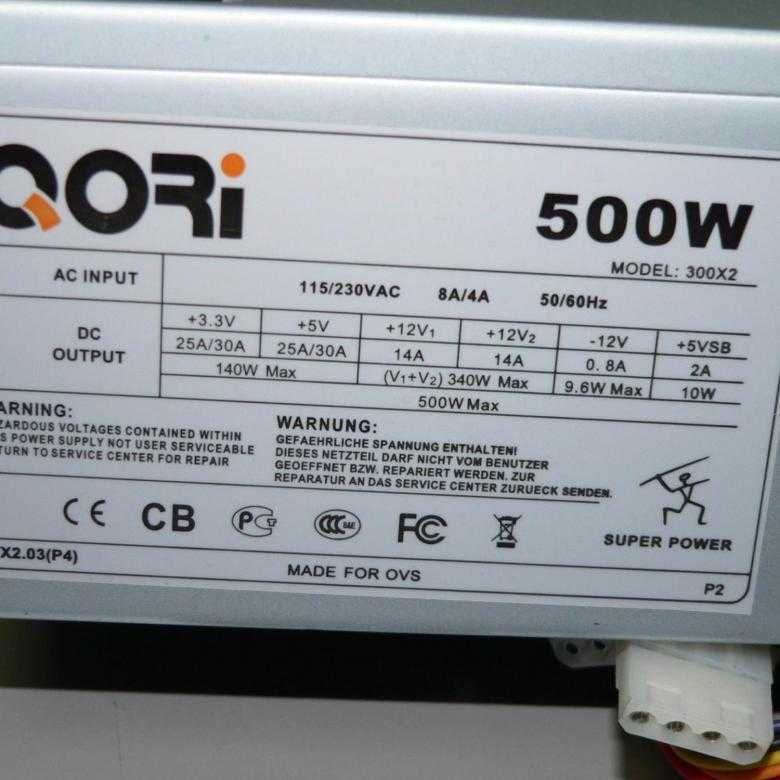 QORi
500W
MODEL: 300X2
AC INPUT 115/230VAC 8A/4A 50/60Hz
DC OUTPUT
+3.3V +5V +12V1 +12V2 -12V +5VSB
25A/30A 25A/30A 14A 14A 0.8A 2A
140W Max (V1+V2) 340W Max 9.6W Max 10W
500W Max
ARNING:
AZARDOUS VOLTAGES CONTAINED WITHIN
S POWER SUPPLY NOT USER SERVICEABLE
TURN TO SERVICE CENTER FOR REPAIR
WARNUNG:
GEFAEHRLICHE SPANNUNG ENTHALTEN!
DIESES NETZTEIL DARF NICHT VOM BENUTZER
GEOEFFNET BZW. REPARIERT WERDEN. ZUR
REPARATUR AN DAS SERVICE CENTER ZURUECK SENDEN.
CE CB PCT CCC S&E FC
SUPER POWER
X2.03(P4)
MADE FOR OVS
P2